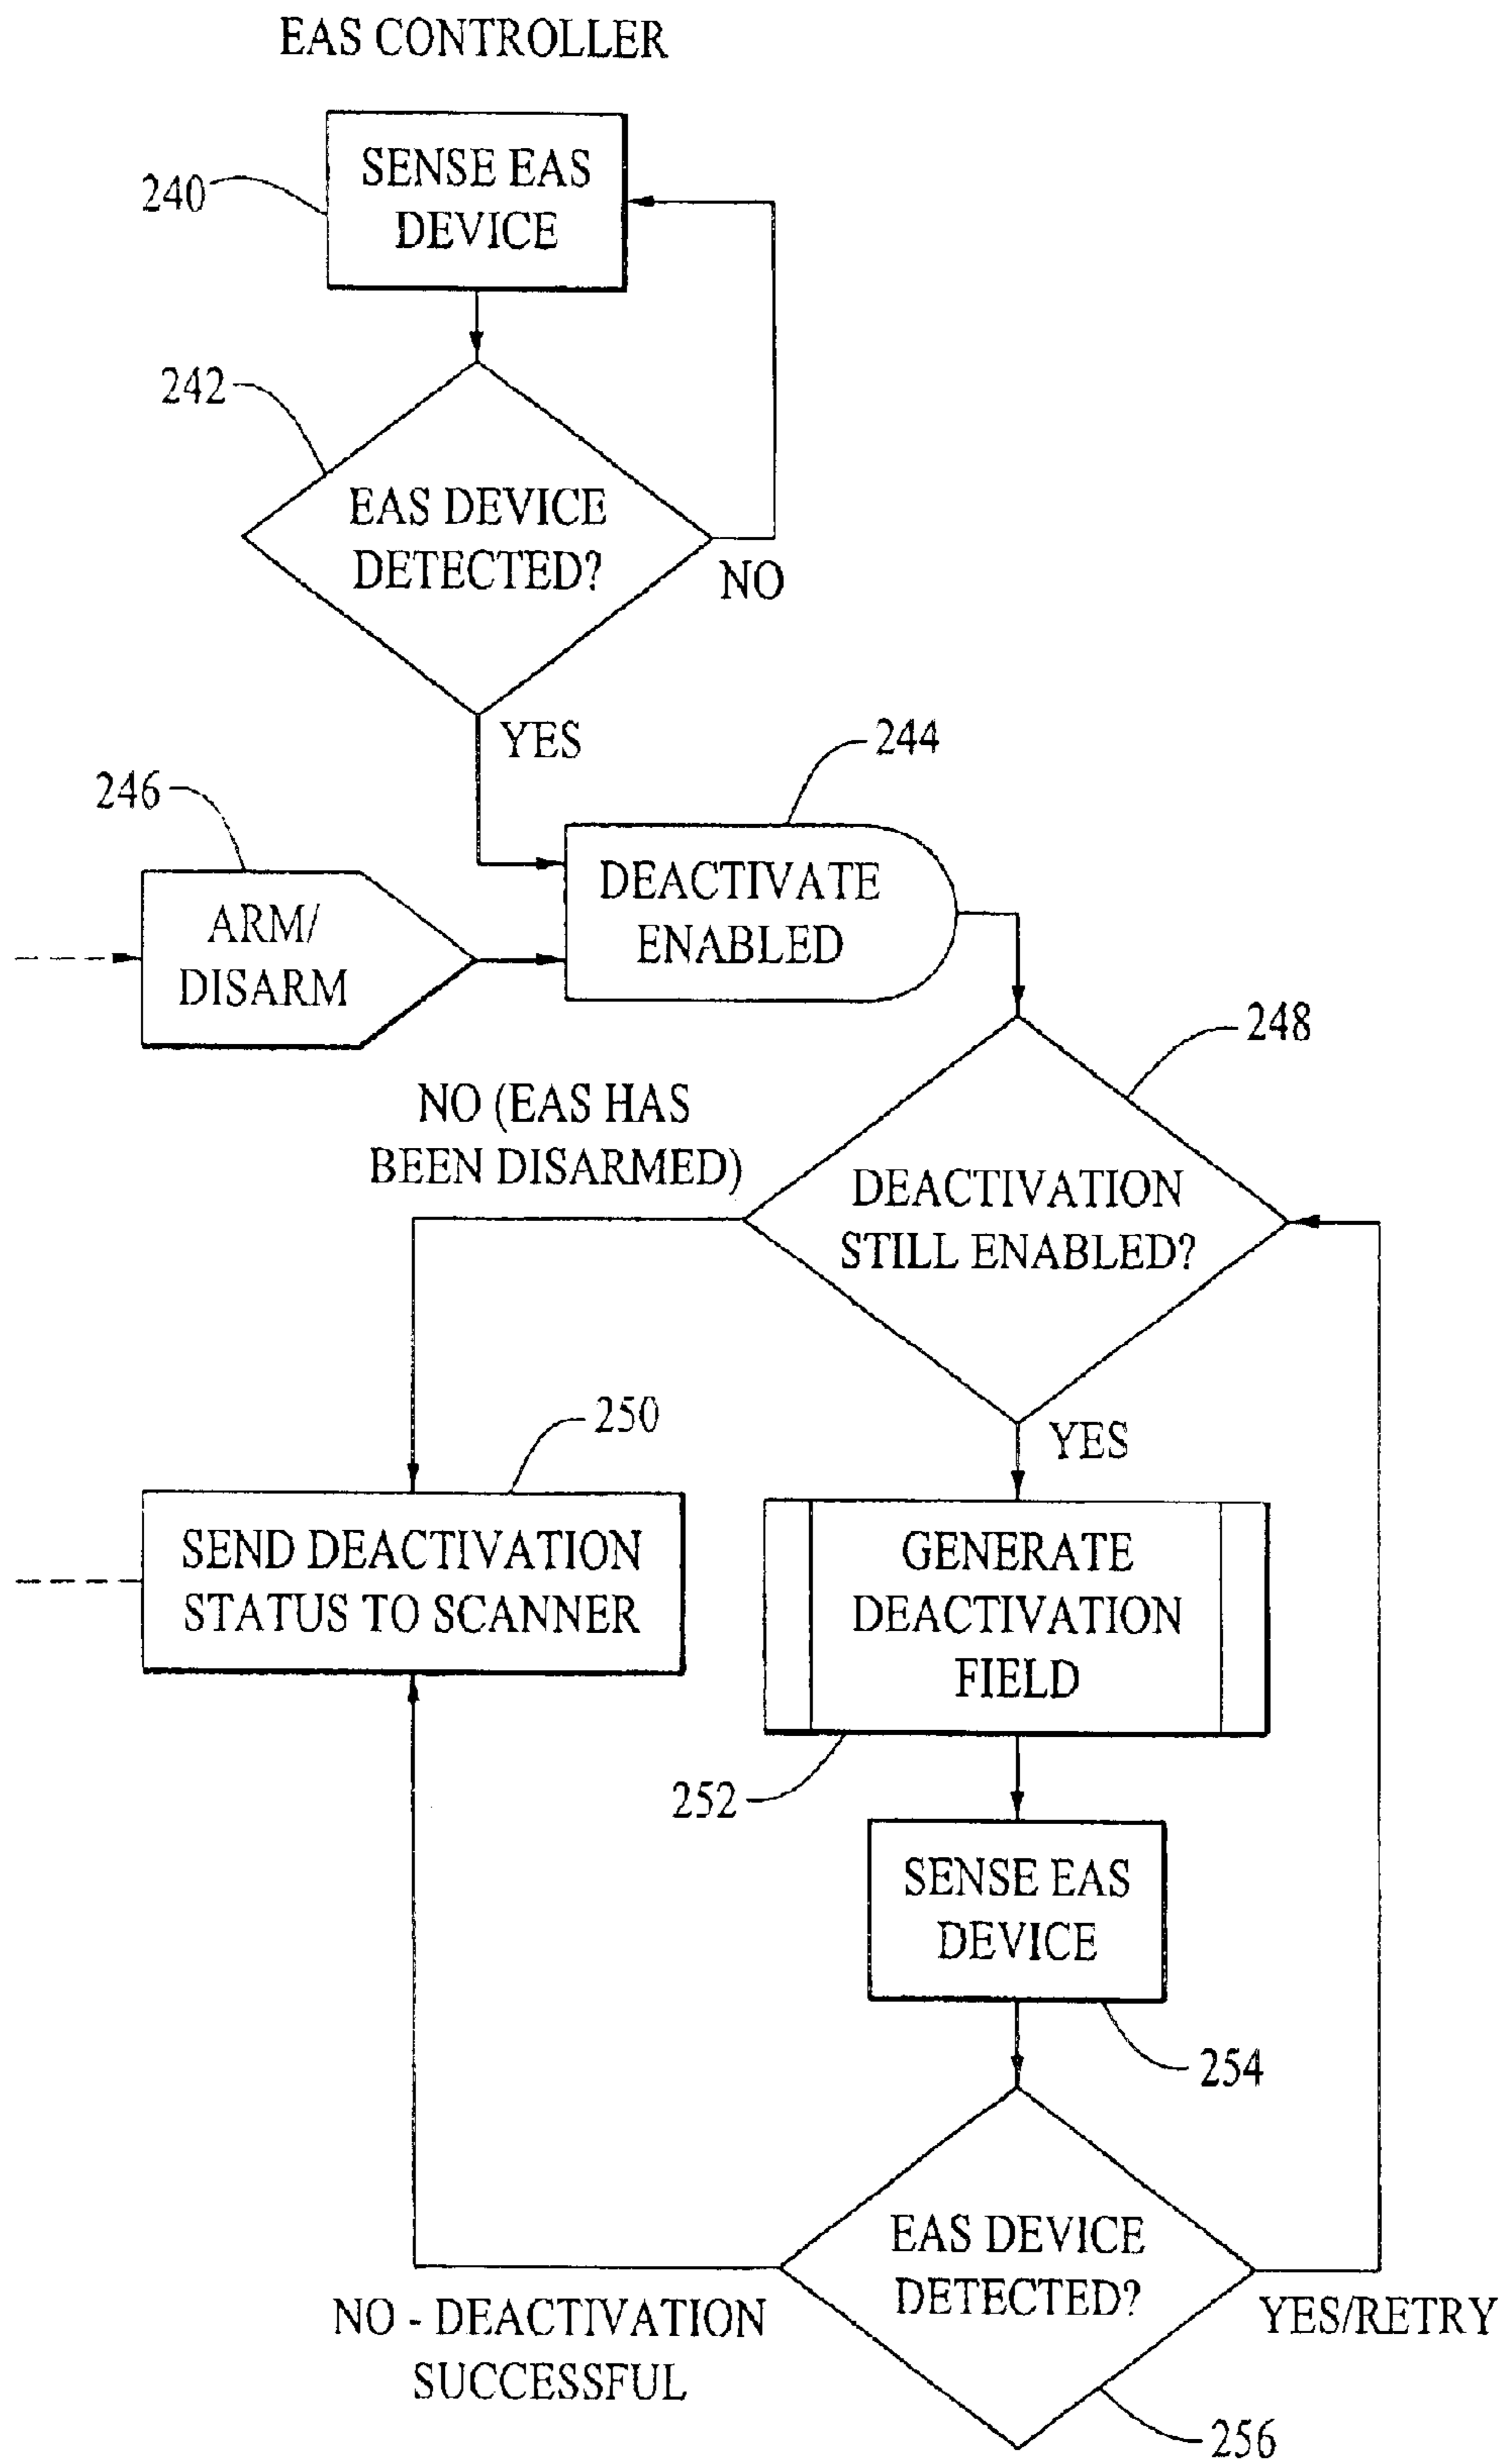 EAS CONTROLLER
SENSE EAS
DEVICE
240
242
EAS DEVICE
DETECTED?
NO
YES
244
246
DEACTIVATE
ENABLED
ARM/
DISARM
248
NO (EAS HAS
BEEN DISARMED)
DEACTIVATION
STILL ENABLED?
250
YES
SEND DEACTIVATION
STATUS TO SCANNER
GENERATE
DEACTIVATION
FIELD
252
SENSE EAS
DEVICE
254
EAS DEVICE
DETECTED?
NO - DEACTIVATION
SUCCESSFUL
YES/RETRY
256